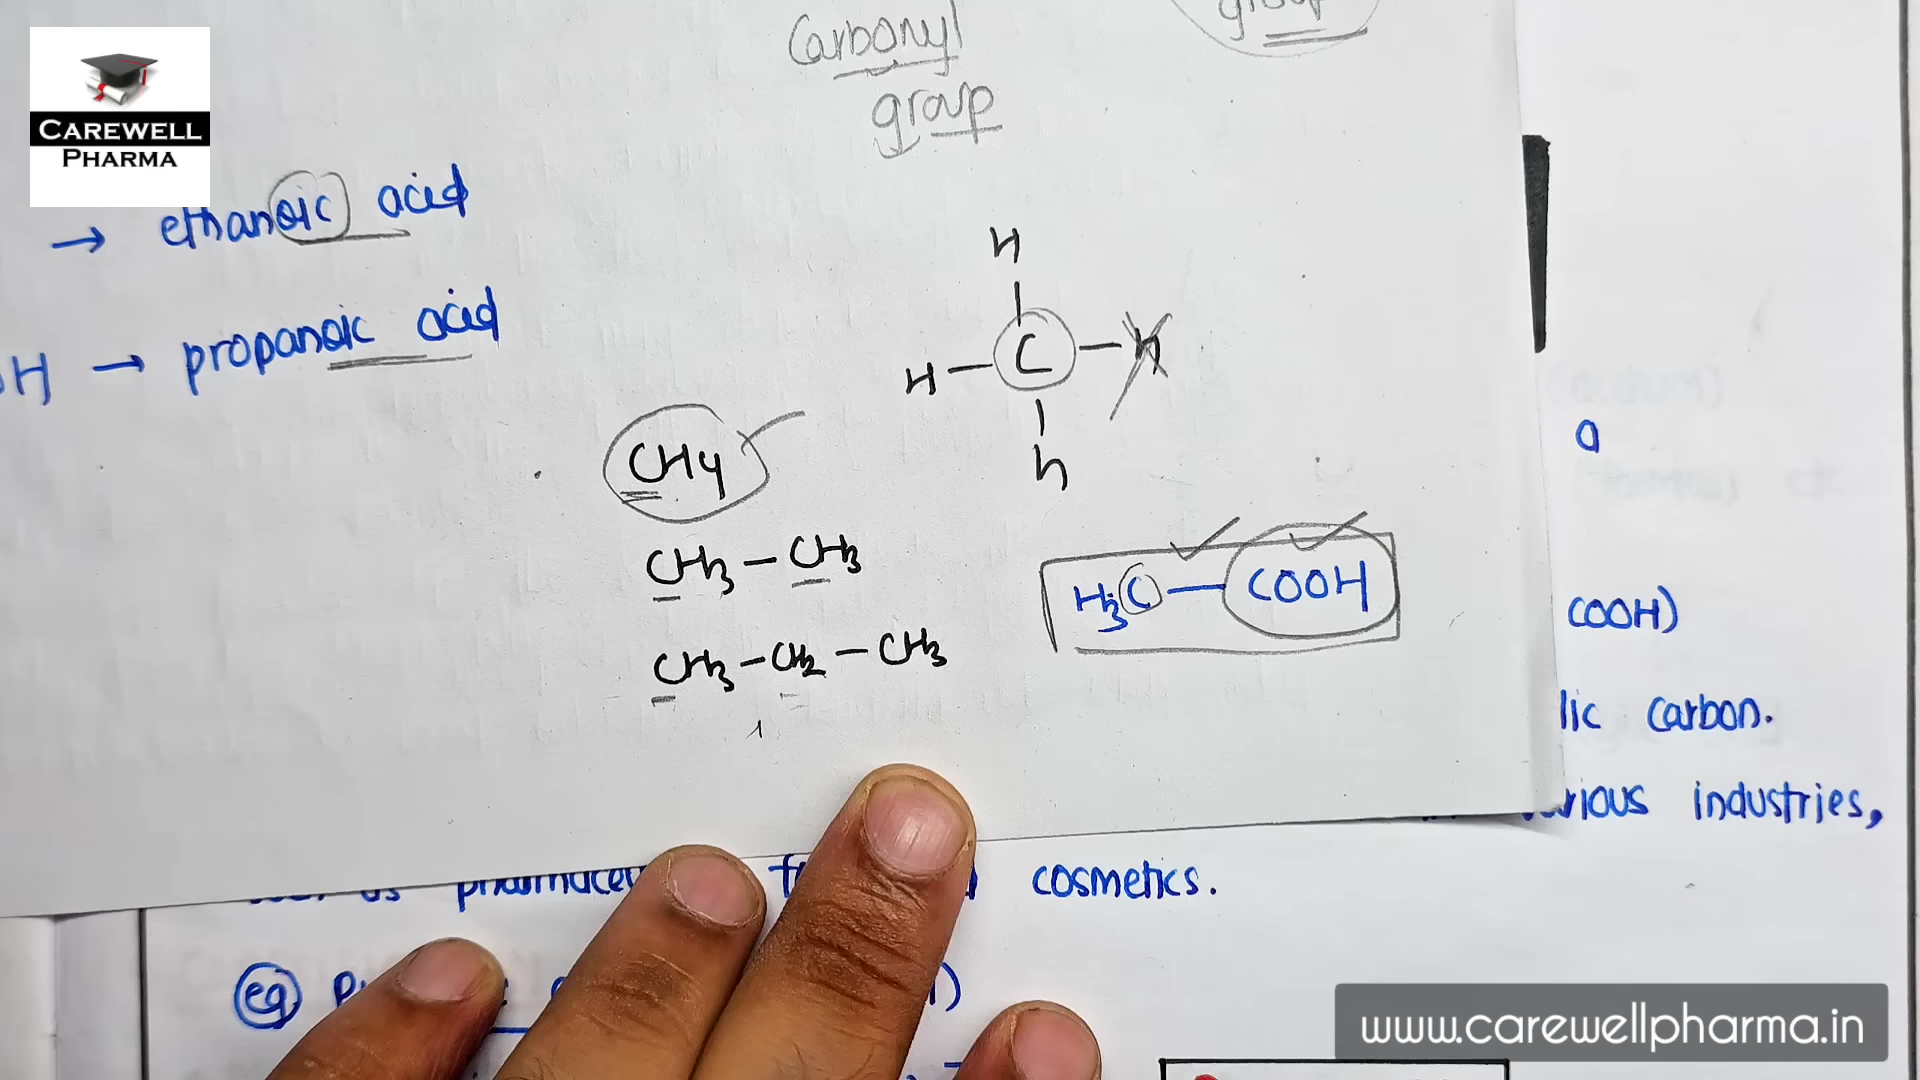 Carbonyl
group
group
CAREWELL
PHARMA
→ ethanoic acid
H → propanoic acid
H
H - C - H
h
CH4
CH3 - CH3
CH3 - CH2 - CH3
H3C - COOH
a
COOH)
lic carbon.
industries,
cosmetics.
eg
www.carewellpharma.in